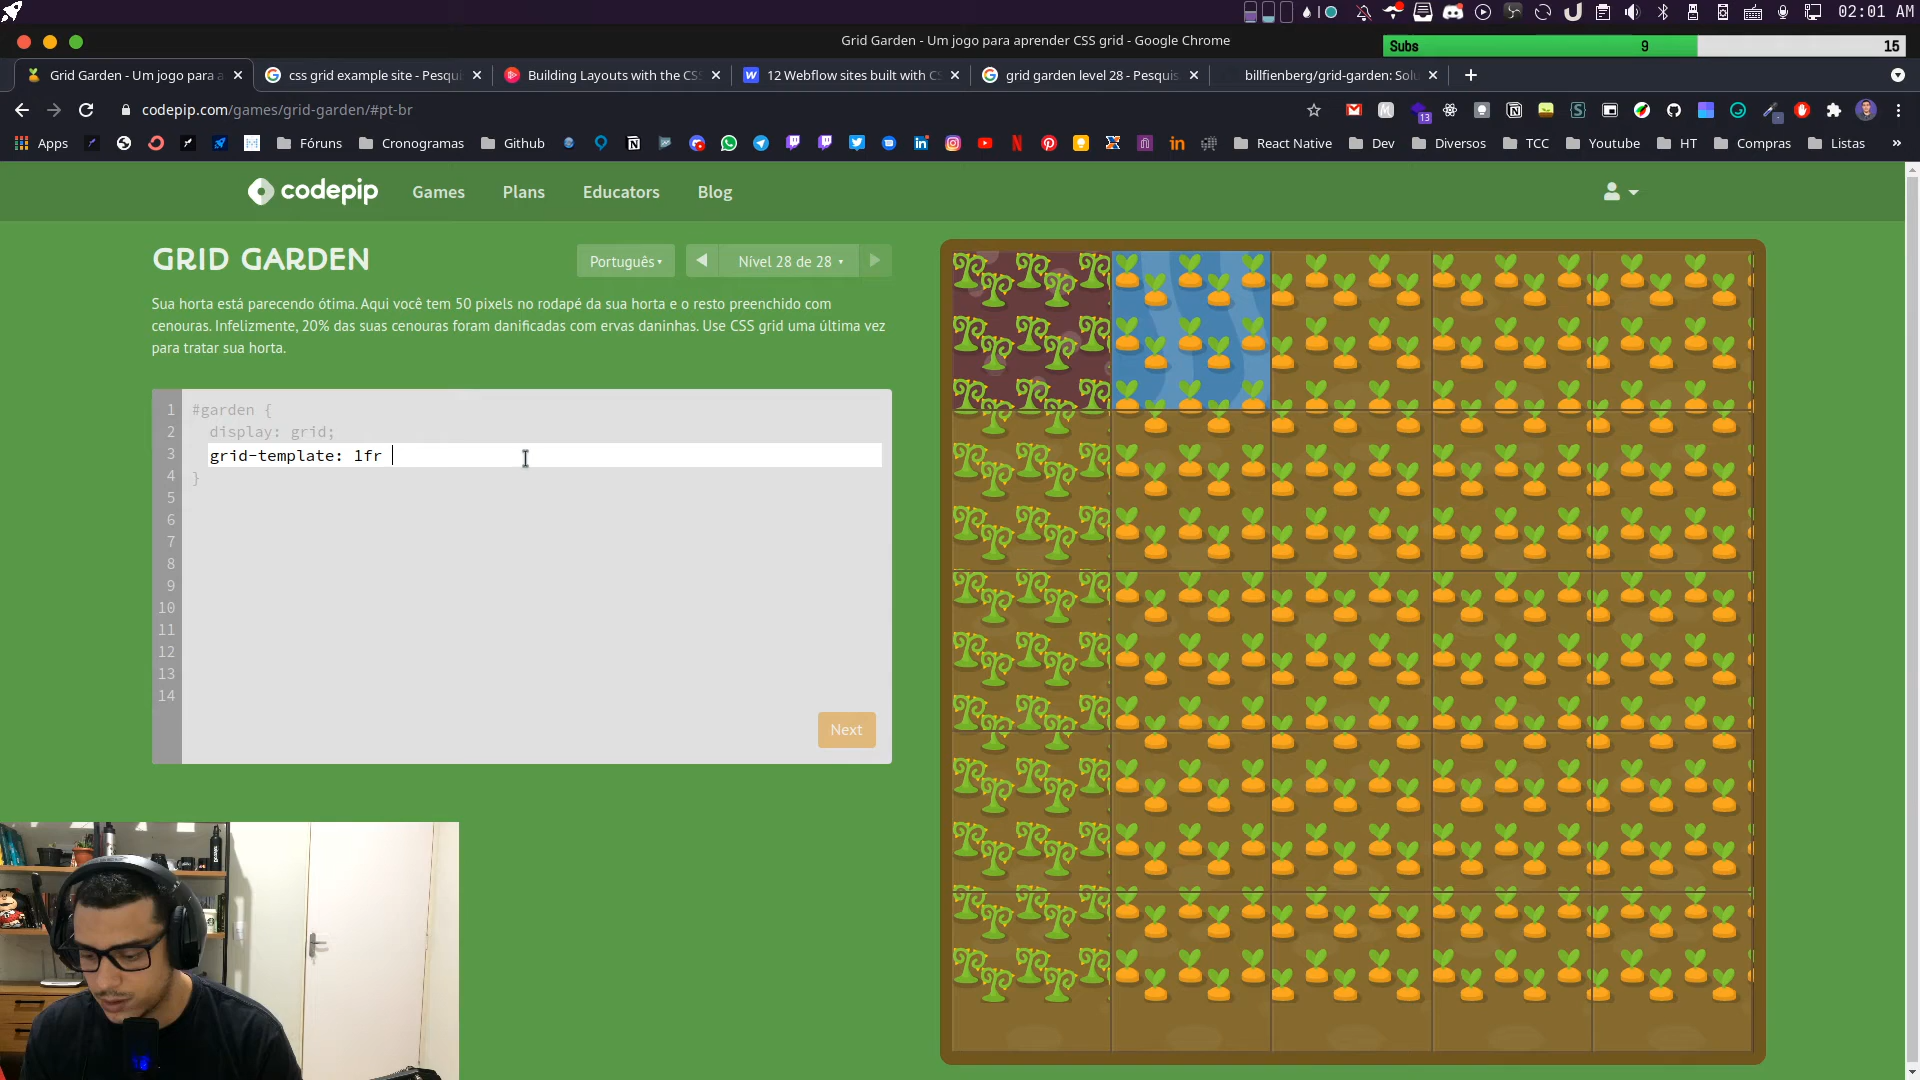 02:01 AM
Grid Garden - Um jogo para aprender CSS grid - Google Chrome
Subs 9 15
Grid Garden - Um jogo para a
css grid example site - Pesqui
Building Layouts with the CS
12 Webflow sites built with C
grid garden level 28 - Pesquis
billfienberg/grid-garden: Solu
codepip.com/games/grid-garden/#pt-br
13
Apps
Fóruns
Cronogramas
Github
React Native
Dev
Diversos
TCC
Youtube
HT
Compras
Listas
»
codepip
Games
Plans
Educators
Blog
GRID GARDEN
Português
Nível 28 de 28
Sua horta está parecendo ótima. Aqui você tem 50 pixels no rodapé da sua horta e o resto preenchido com
cenouras. Infelizmente, 20% das suas cenouras foram danificadas com ervas daninhas. Use CSS grid uma última vez
para tratar sua horta.
1 #garden {
2 display: grid;
3 grid-template: 1fr
4 }
5
6
7
8
9
10
11
12
13
14
Next